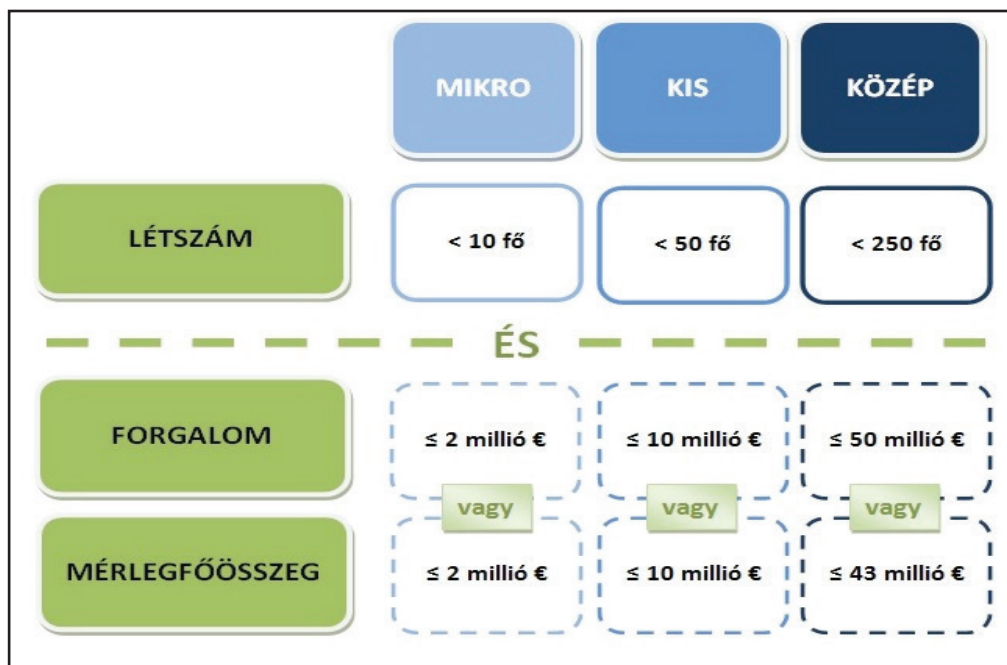 MIKRO KIS KÖZÉP
LÉTSZÁM < 10 fő < 50 fő < 250 fő
ÉS
FORGALOM ≤ 2 millió € ≤ 10 millió € ≤ 50 millió €
vagy vagy vagy
MÉRLEGFŐÖSSZEG ≤ 2 millió € ≤ 10 millió € ≤ 43 millió €